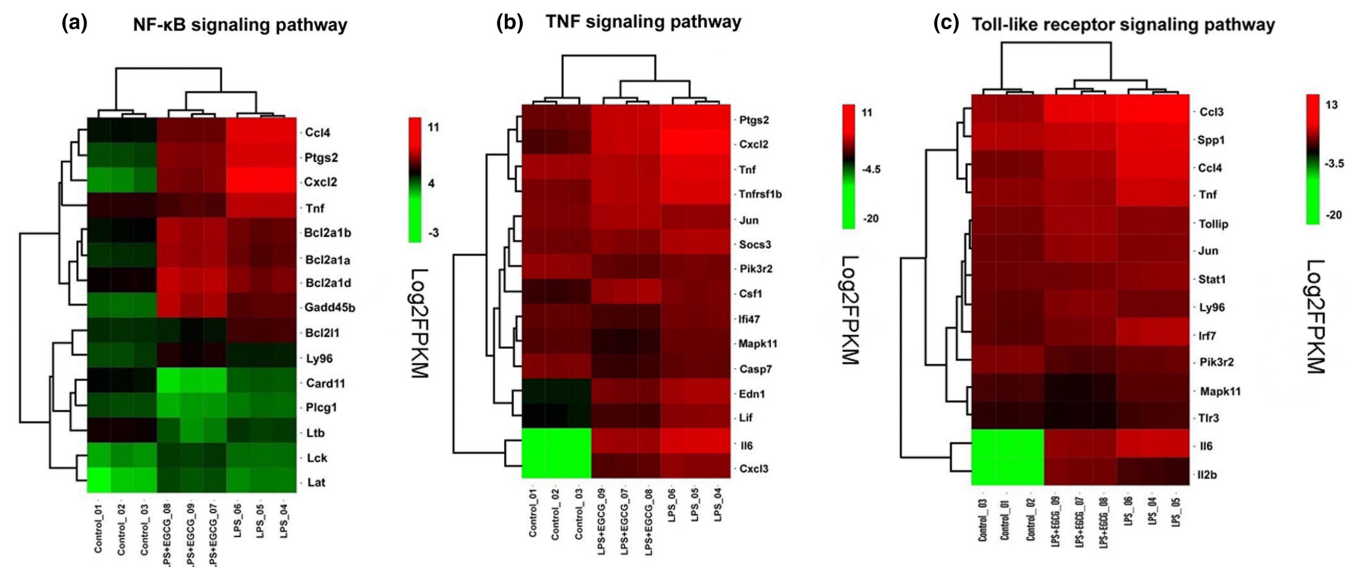 (a) NF-κB signaling pathway
Ccl4
Ptgs2
Cxcl2
Tnf
Bcl2a1b
Bcl2a1a
Bcl2a1d
Gadd45b
Bcl2l1
Ly96
Card11
Plcg1
Ltb
Lck
Lat
Control_01
Control_02
Control_03
LPS+EGCG_08
LPS+EGCG_09
LPS+EGCG_07
LPS_06
LPS_05
LPS_04
11
4
-3
Log2FPKM
(b) TNF signaling pathway
Ptgs2
Cxcl2
Tnf
Tnfrsf1b
Jun
Socs3
Pik3r2
Csf1
Ifi47
Mapk11
Casp7
Edn1
Lif
Il6
Cxcl3
Control_01
Control_02
Control_03
LPS+EGCG_09
LPS+EGCG_07
LPS+EGCG_08
LPS_06
LPS_05
LPS_04
11
-4.5
-20
Log2FPKM
(c) Toll-like receptor signaling pathway
Ccl3
Spp1
Ccl4
Tnf
Tollip
Jun
Stat1
Ly96
Irf7
Pik3r2
Mapk11
Tlr3
Il6
Il2b
Control_03
Control_01
Control_02
LPS+EGCG_09
LPS+EGCG_07
LPS+EGCG_08
LPS_06
LPS_04
LPS_05
13
-3.5
-20
Log2FPKM